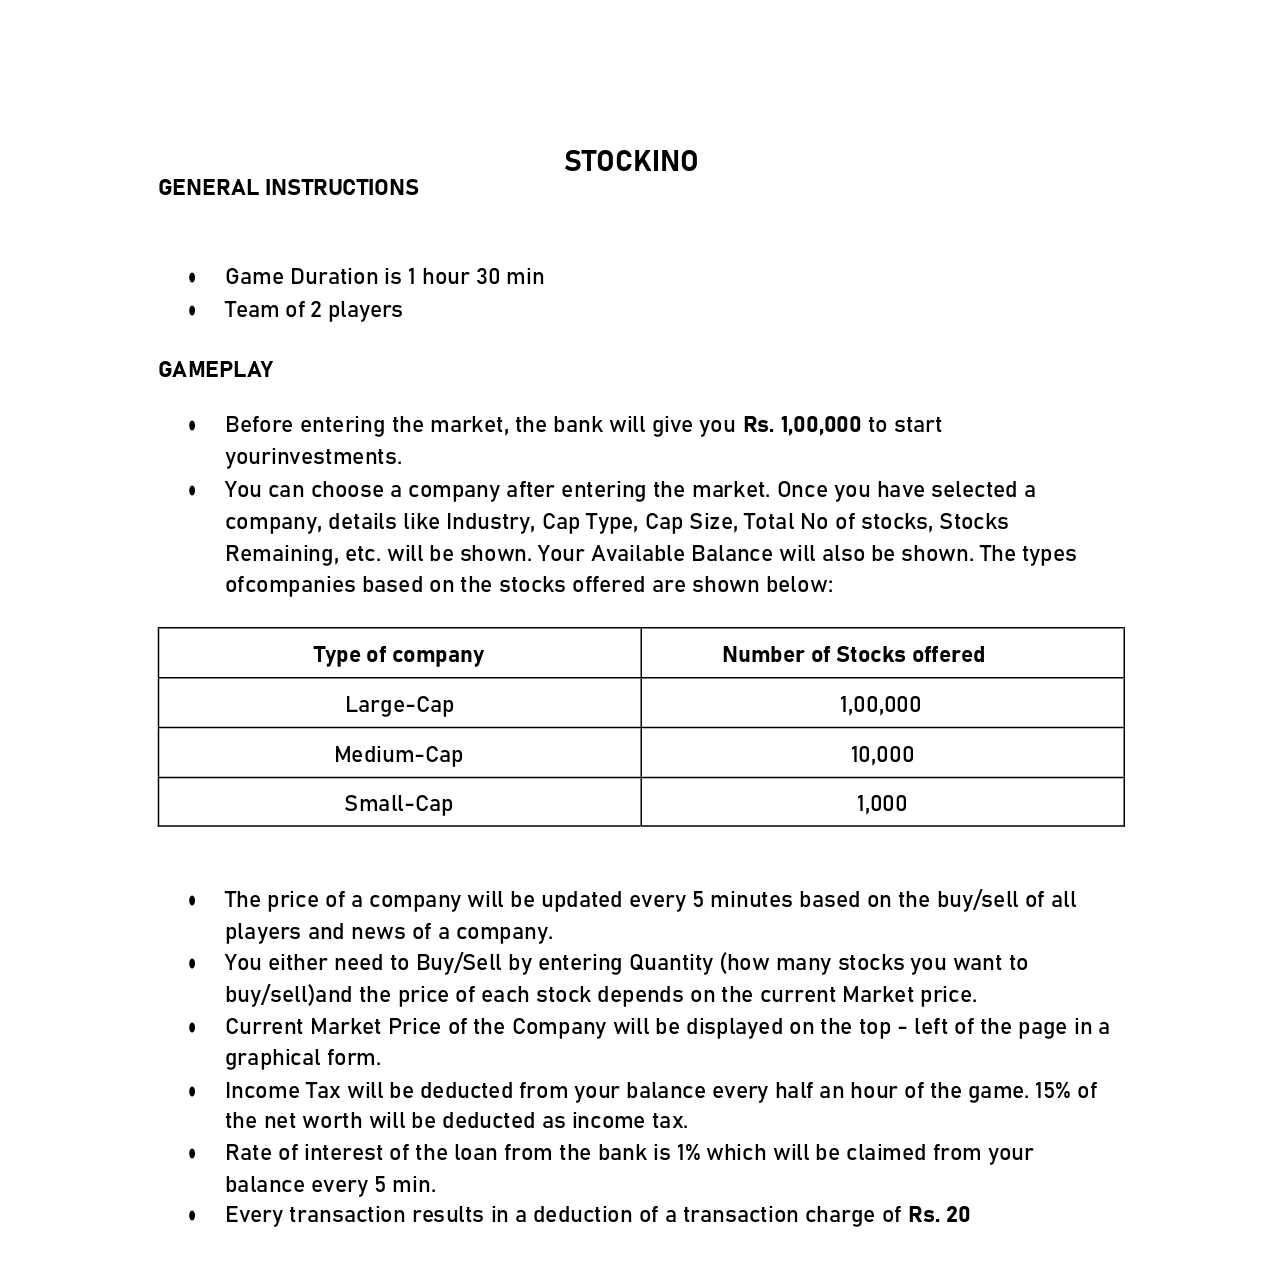 STOCKINO
GENERAL INSTRUCTIONS
• Game Duration is 1 hour 30 min
• Team of 2 players
GAMEPLAY
• Before entering the market, the bank will give you Rs. 1,00,000 to start
yourinvestments.
• You can choose a company after entering the market. Once you have selected a
company, details like Industry, Cap Type, Cap Size, Total No of stocks, Stocks
Remaining, etc. will be shown. Your Available Balance will also be shown. The types
ofcompanies based on the stocks offered are shown below:
Type of company Number of Stocks offered
Large-Cap 1,00,000
Medium-Cap 10,000
Small-Cap 1,000
• The price of a company will be updated every 5 minutes based on the buy/sell of all
players and news of a company.
• You either need to Buy/Sell by entering Quantity (how many stocks you want to
buy/sell)and the price of each stock depends on the current Market price.
• Current Market Price of the Company will be displayed on the top - left of the page in a
graphical form.
• Income Tax will be deducted from your balance every half an hour of the game. 15% of
the net worth will be deducted as income tax.
• Rate of interest of the loan from the bank is 1% which will be claimed from your
balance every 5 min.
• Every transaction results in a deduction of a transaction charge of Rs. 20